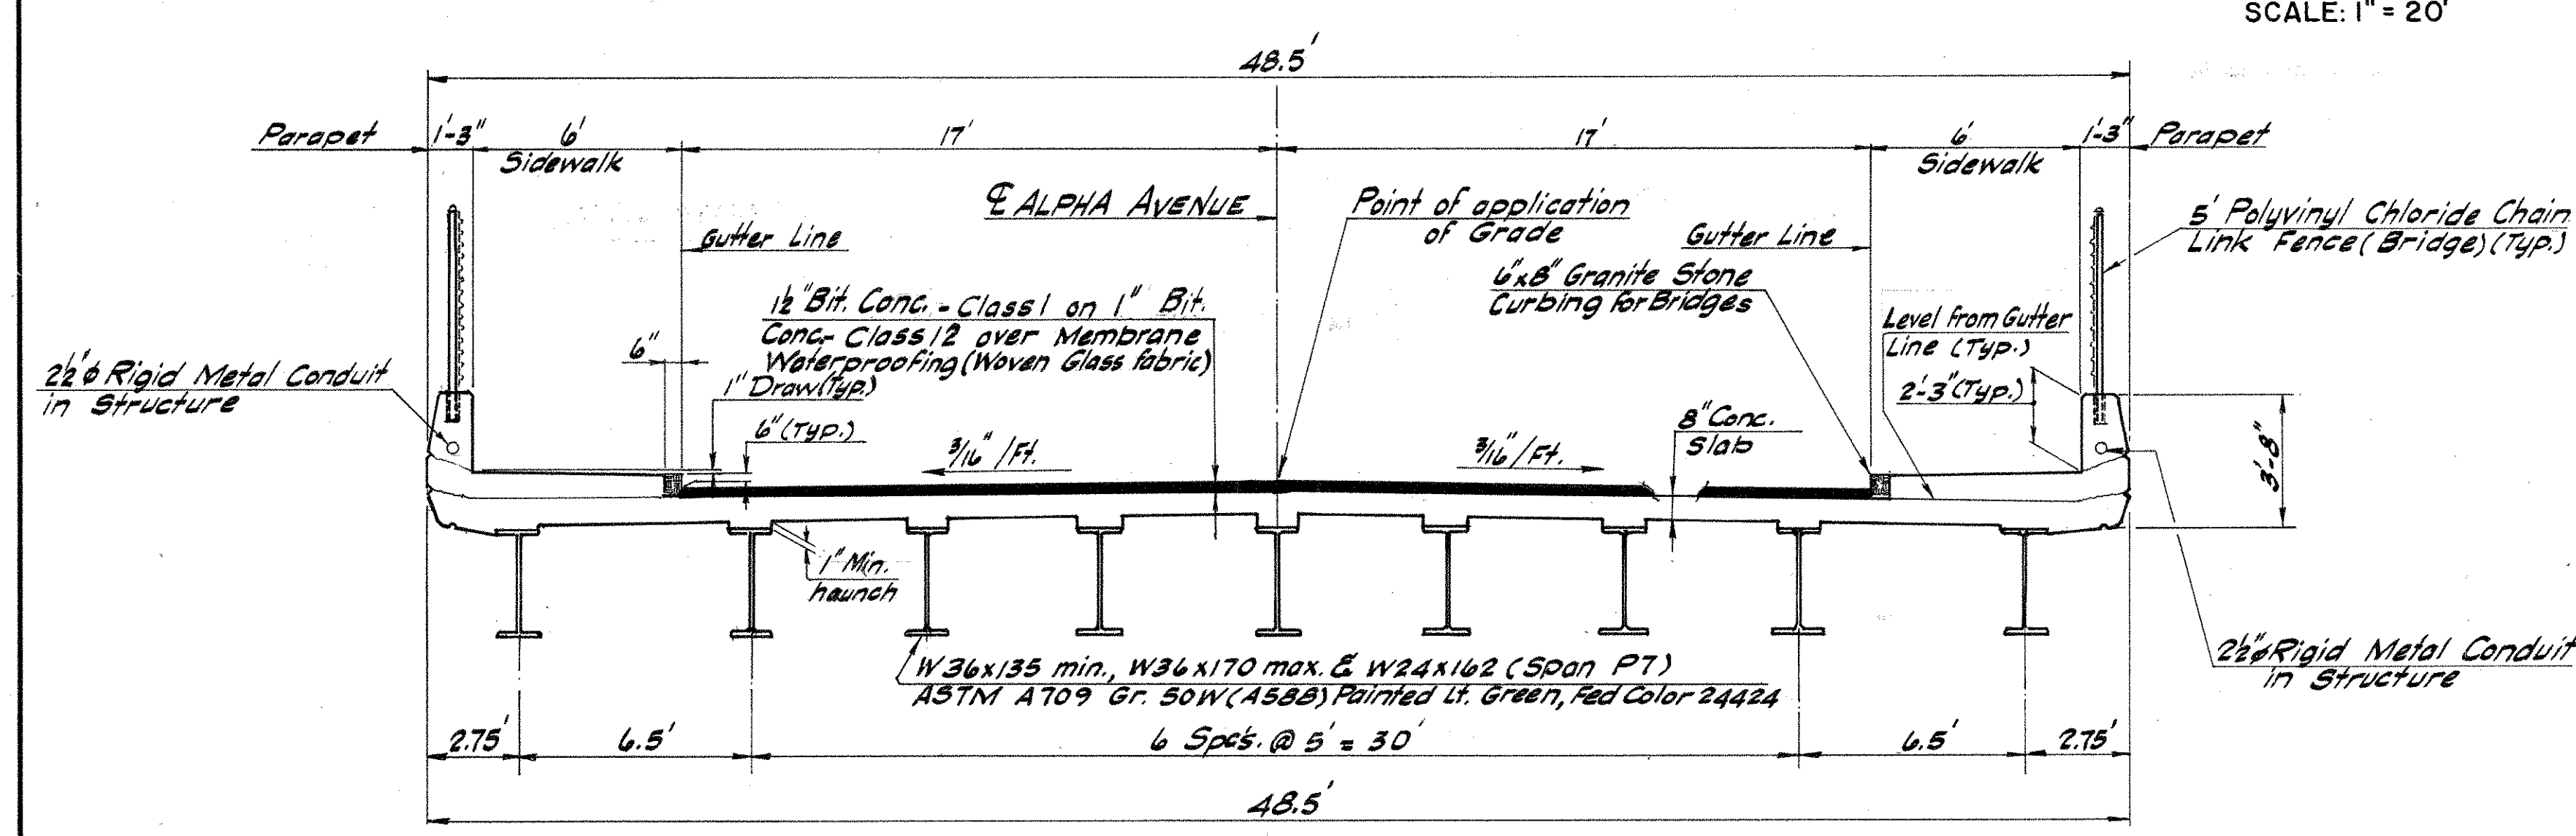 SCALE: 1" = 20'
48.5'
Parapet
1'-3"
6'
Sidewalk
17'
17'
6'
Sidewalk
1'-3"
Parapet
℄ ALPHA AVENUE
Point of application
of Grade
Gutter Line
Gutter Line
5' Polyvinyl Chloride Chain
Link Fence (Bridge) (Typ.)
6"x8" Granite Stone
Curbing for Bridges
1½" Bit. Conc. - Class 1 on 1" Bit.
Conc.- Class 12 over Membrane
Waterproofing (Woven Glass fabric)
Level from Gutter
Line (Typ.)
6"
2½"ϕ Rigid Metal Conduit
in Structure
1" Draw (Typ.)
2'-3" (Typ.)
6" (Typ.)
8" Conc.
Slab
3/16" / Ft.
3/16" / Ft.
3'-8"
1" Min.
haunch
W 36x135 min., W36x170 max. & W24x162 (Span P7)
ASTM A709 Gr. 50W (A588) Painted Lt. Green, Fed Color 24424
2½"ϕ Rigid Metal Conduit
in Structure
2.75'
6.5'
6 Spc's. @ 5' = 30'
6.5'
2.75'
48.5'